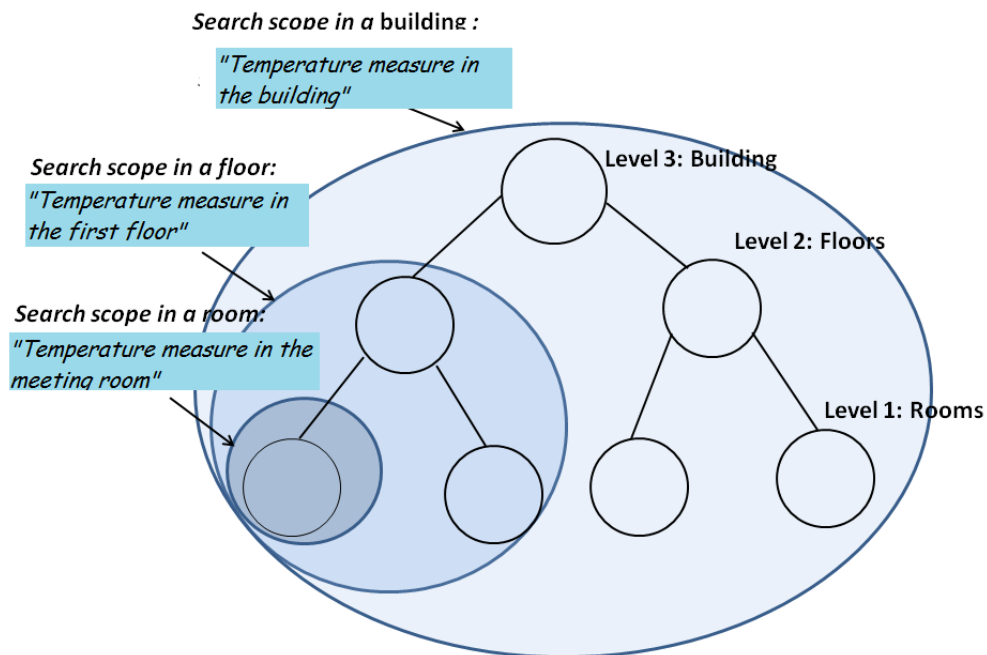 Search scope in a building :
"Temperature measure in
the building"
Level 3: Building
Search scope in a floor:
"Temperature measure in
the first floor"
Level 2: Floors
Search scope in a room:
"Temperature measure in the
meeting room"
Level 1: Rooms